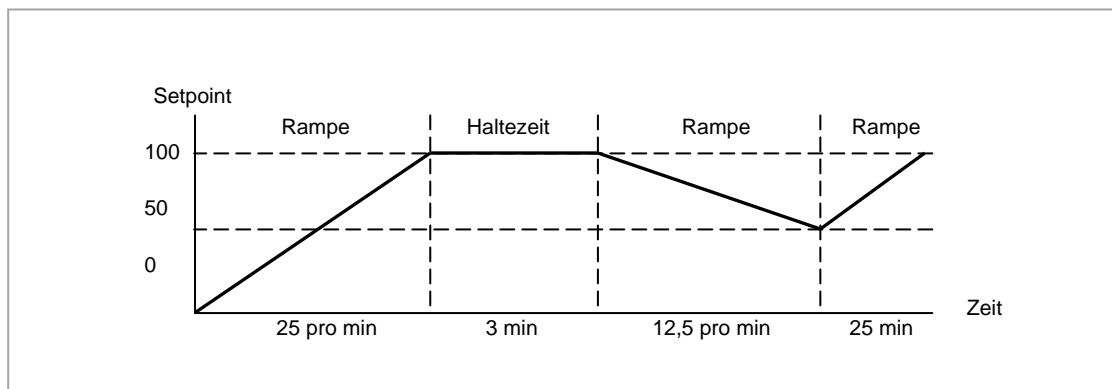 Setpoint
Rampe Haltezeit Rampe Rampe
100
50
0
Zeit
25 pro min 3 min 12,5 pro min 25 min